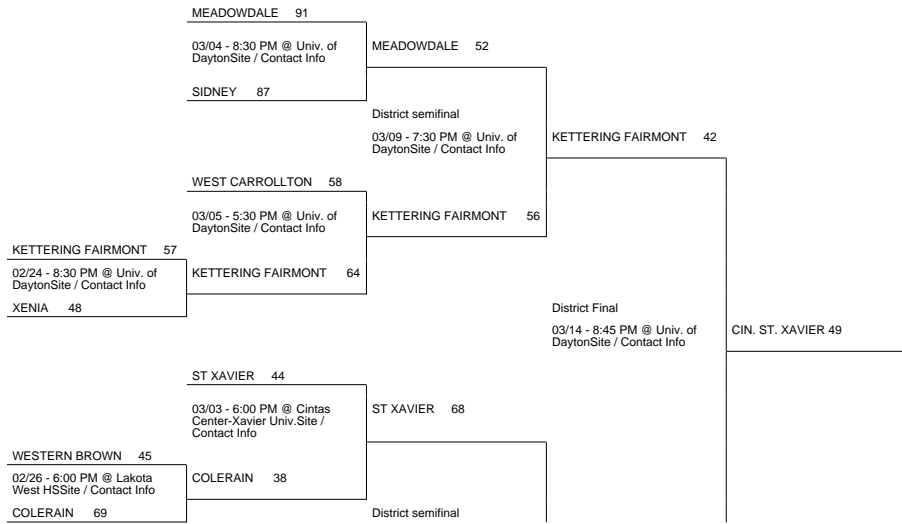 MEADOWDALE 91
03/04 - 8:30 PM @ Univ. of
DaytonSite / Contact Info
MEADOWDALE 52
SIDNEY 87
District semifinal
03/09 - 7:30 PM @ Univ. of
DaytonSite / Contact Info
KETTERING FAIRMONT 42
WEST CARROLLTON 58
03/05 - 5:30 PM @ Univ. of
DaytonSite / Contact Info
KETTERING FAIRMONT 56
KETTERING FAIRMONT 57
02/24 - 8:30 PM @ Univ. of
DaytonSite / Contact Info
KETTERING FAIRMONT 64
XENIA 48
District Final
03/14 - 8:45 PM @ Univ. of
DaytonSite / Contact Info
CIN. ST. XAVIER 49
ST XAVIER 44
03/03 - 6:00 PM @ Cintas
Center-Xavier Univ.Site /
Contact Info
ST XAVIER 68
WESTERN BROWN 45
02/26 - 6:00 PM @ Lakota
West HSSite / Contact Info
COLERAIN 38
COLERAIN 69
District semifinal